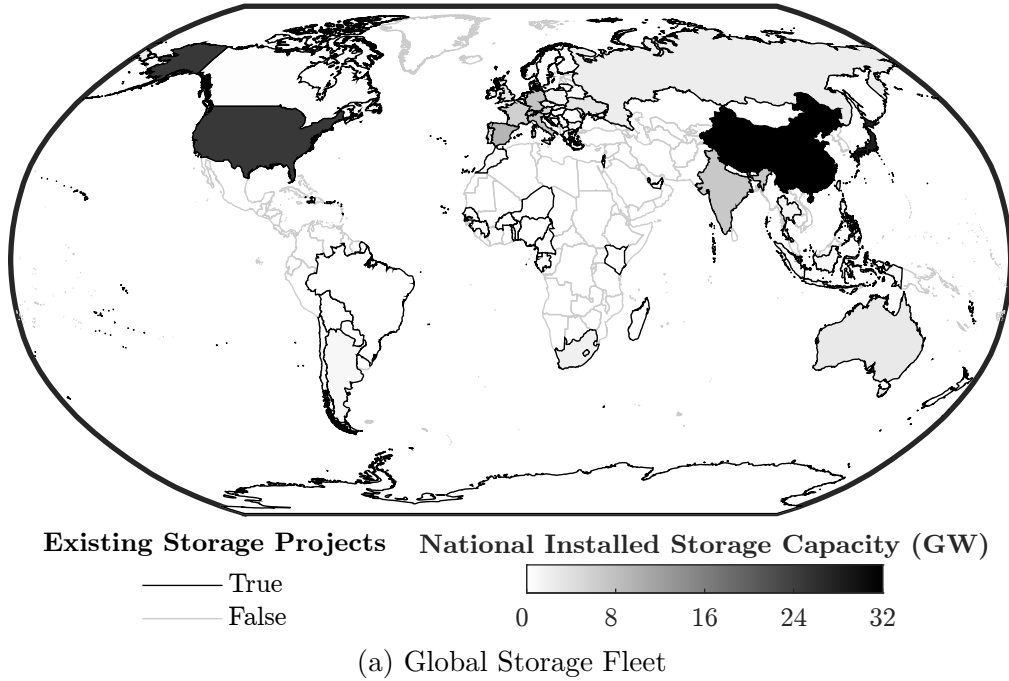 Existing Storage Projects
True
False
National Installed Storage Capacity (GW)
0 8 16 24 32
(a) Global Storage Fleet